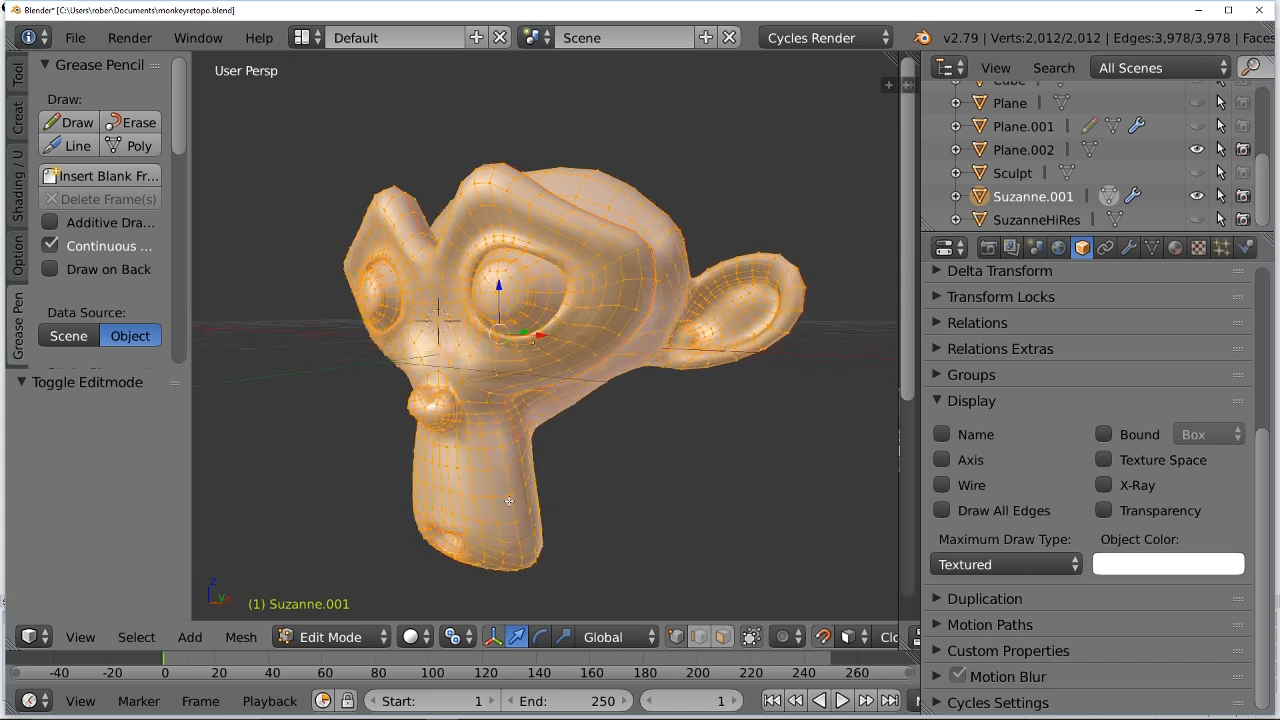 Blender* [C:\Users\rober\Documents\monkeyretopo.blend]
File Render Window Help Default Scene Cycles Render v2.79 | Verts:2,012/2,012 | Edges:3,978/3,978 | Faces
Tool
Creat
Shading / U
Option
Grease Pen
Grease Pencil
Draw:
Draw Erase
Line Poly
Insert Blank Fr...
Delete Frame(s)
Additive Dra...
Continuous ...
Draw on Back
Data Source:
Scene Object
Toggle Editmode
User Persp
(1) Suzanne.001
View Select Add Mesh Edit Mode Global Clo
-40 -20 0 20 40 60 80 100 120 140 160 180 200 220 240 260
View Marker Frame Playback Start: 1 End: 250 1
View Search All Scenes
Cube
Plane
Plane.001
Plane.002
Sculpt
Suzanne.001
SuzanneHiRes
Delta Transform
Transform Locks
Relations
Relations Extras
Groups
Display
Name Bound Box
Axis Texture Space
Wire X-Ray
Draw All Edges Transparency
Maximum Draw Type: Object Color:
Textured
Duplication
Motion Paths
Custom Properties
Motion Blur
Cycles Settings